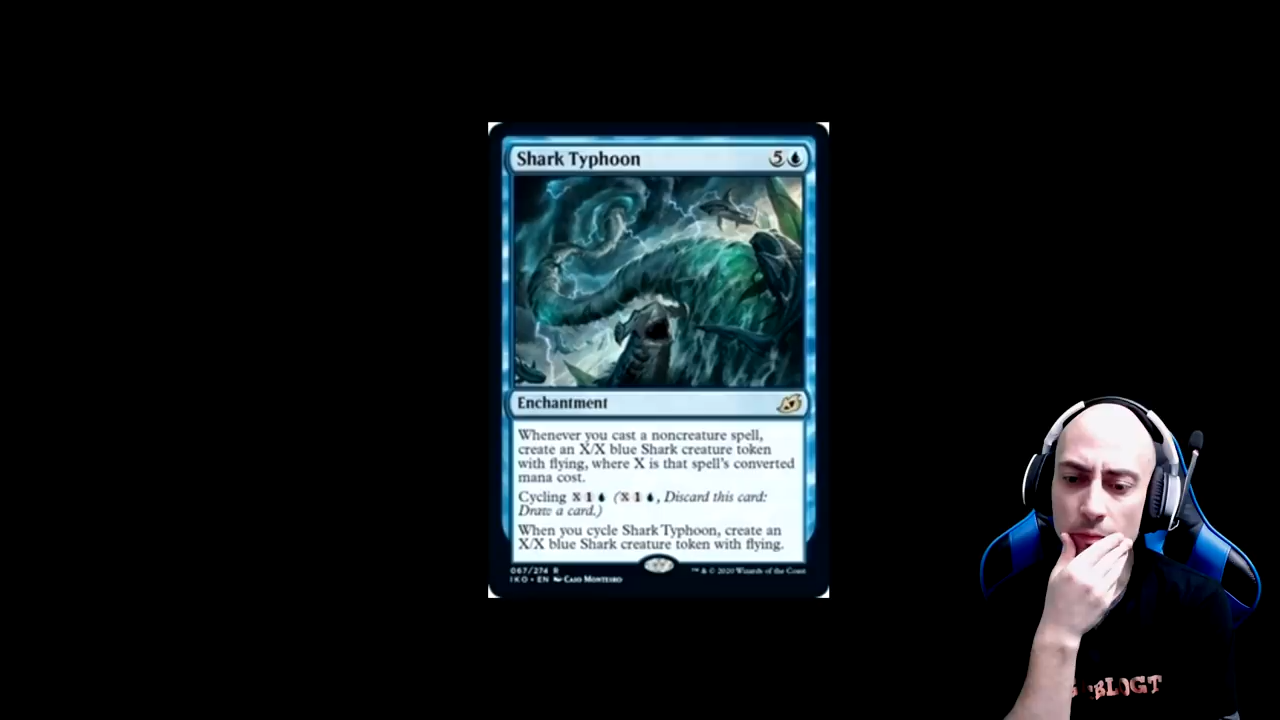 Shark Typhoon 5
Enchantment
Whenever you cast a noncreature spell,
create an X/X blue Shark creature token
with flying, where X is that spell's converted
mana cost.
Cycling X 1 (X 1 , Discard this card:
Draw a card.)
When you cycle Shark Typhoon, create an
X/X blue Shark creature token with flying.
067/274 R
IKO • EN Caio Monteiro
™ & © 2020 Wizards of the Coast